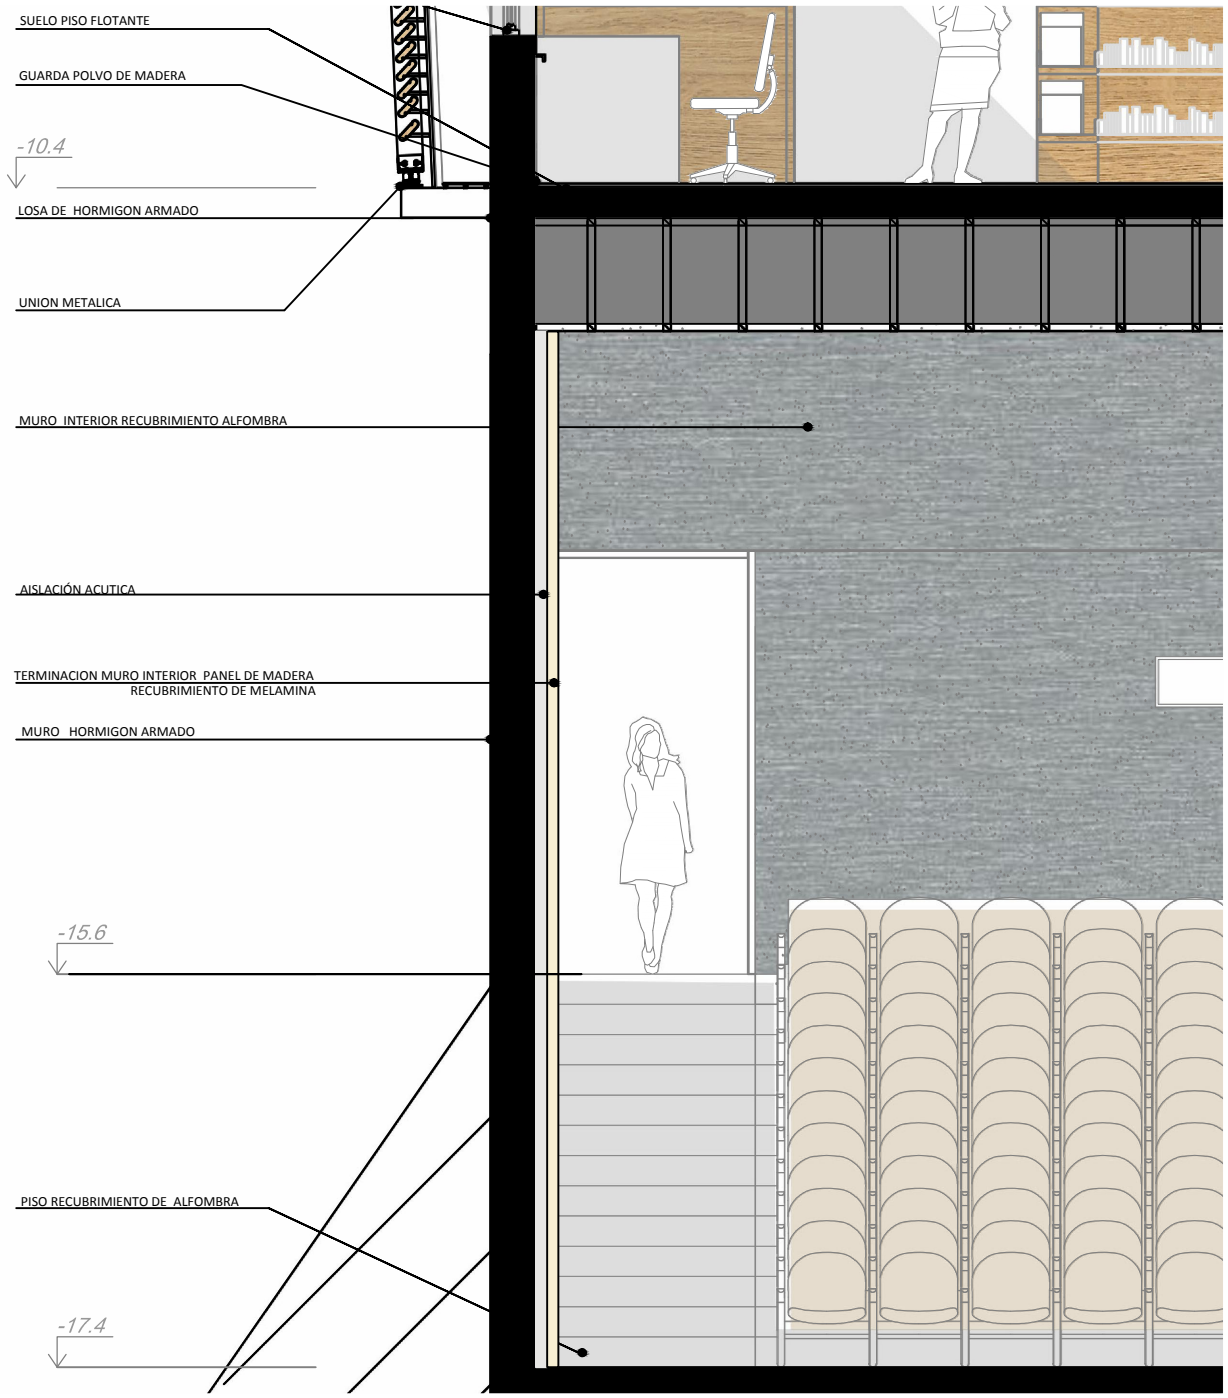 SUELO PISO FLOTANTE
GUARDA POLVO DE MADERA
-10.4
LOSA DE HORMIGON ARMADO
UNION METALICA
MURO INTERIOR RECUBRIMIENTO ALFOMBRA
AISLACIÓN ACUTICA
TERMINACION MURO INTERIOR PANEL DE MADERA
RECUBRIMIENTO DE MELAMINA
MURO HORMIGON ARMADO
-15.6
PISO RECUBRIMIENTO DE ALFOMBRA
-17.4